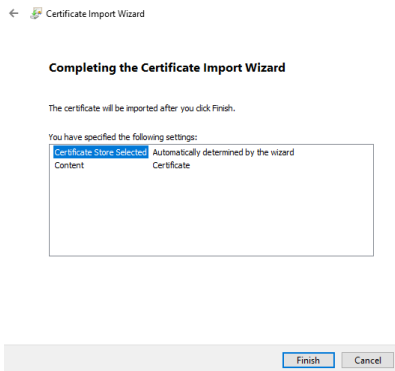 Certificate Import Wizard
Completing the Certificate Import Wizard
The certificate will be imported after you click Finish.
You have specified the following settings:
Certificate Store Selected Automatically determined by the wizard
Content Certificate
Finish Cancel